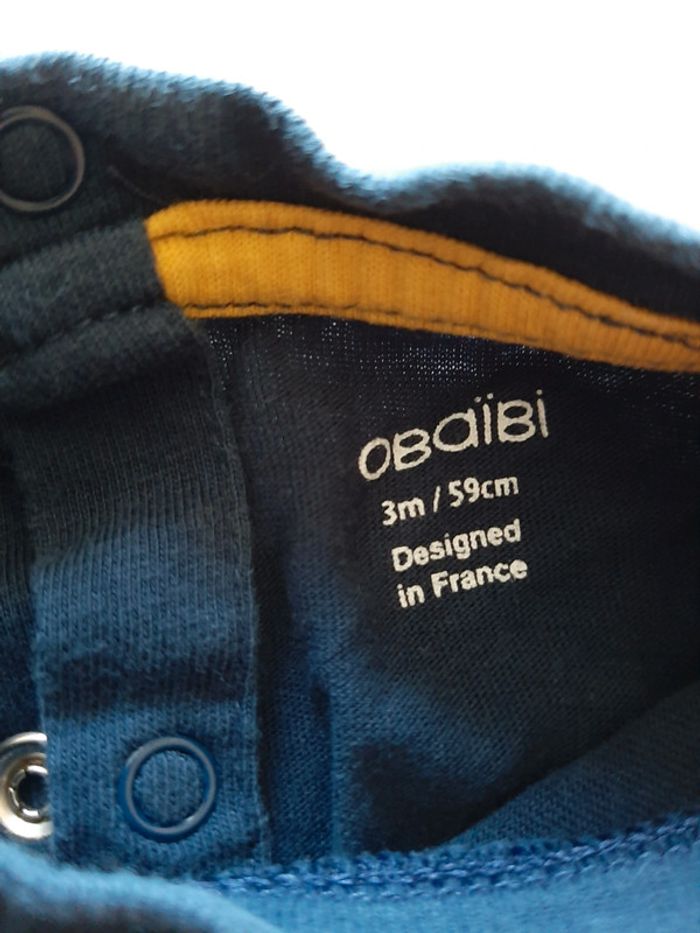 obaïbi
3m / 59cm
Designed
in France